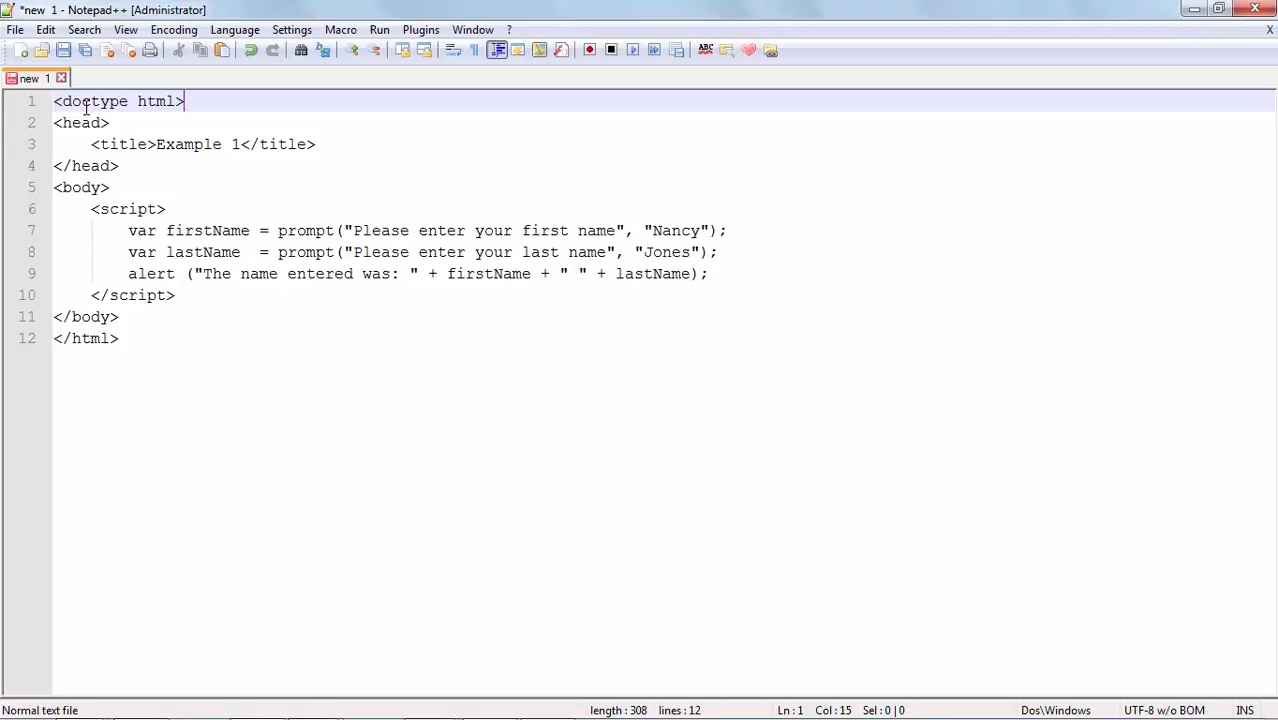 *new 1 - Notepad++ [Administrator]
File Edit Search View Encoding Language Settings Macro Run Plugins Window ? X
ABC
new 1
1 <doctype html>
2 <head>
3 <title>Example 1</title>
4 </head>
5 <body>
6 <script>
7 var firstName = prompt("Please enter your first name", "Nancy");
8 var lastName  = prompt("Please enter your last name", "Jones");
9 alert ("The name entered was: " + firstName + " " + lastName);
10 </script>
11 </body>
12 </html>
Normal text file length : 308 lines : 12 Ln : 1 Col : 15 Sel : 0 | 0 Dos\Windows UTF-8 w/o BOM INS